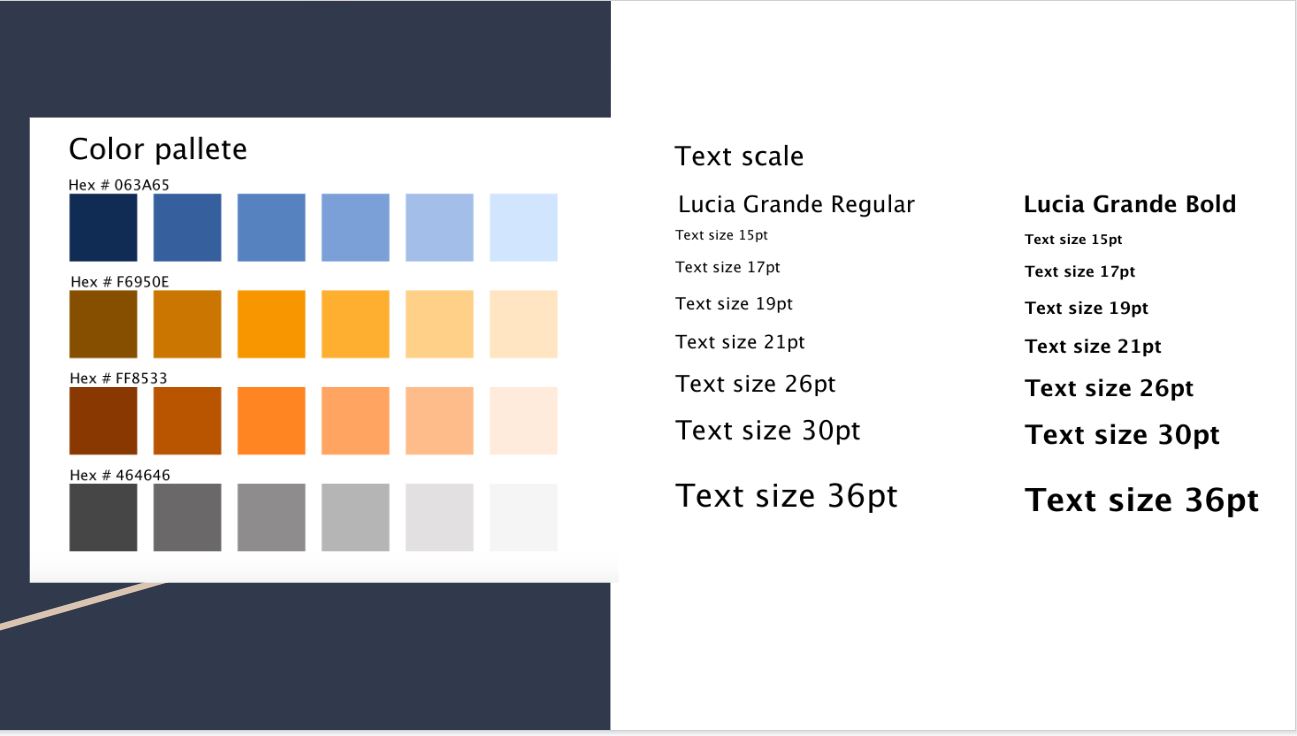 Color pallete
Hex # 063A65
Hex # F6950E
Hex # FF8533
Hex # 464646
Text scale
Lucia Grande Regular
Text size 15pt
Text size 17pt
Text size 19pt
Text size 21pt
Text size 26pt
Text size 30pt
Text size 36pt
Lucia Grande Bold
Text size 15pt
Text size 17pt
Text size 19pt
Text size 21pt
Text size 26pt
Text size 30pt
Text size 36pt